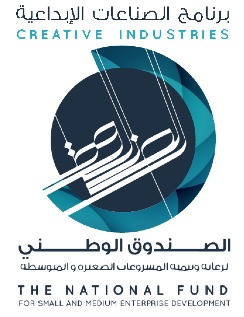 برنامج الصناعات الإبداعية
CREATIVE INDUSTRIES
الصندوق الوطني
لرعاية وتنمية المشروعات الصغيرة و المتوسطة
THE NATIONAL FUND
FOR SMALL AND MEDIUM ENTERPRISE DEVELOPMENT